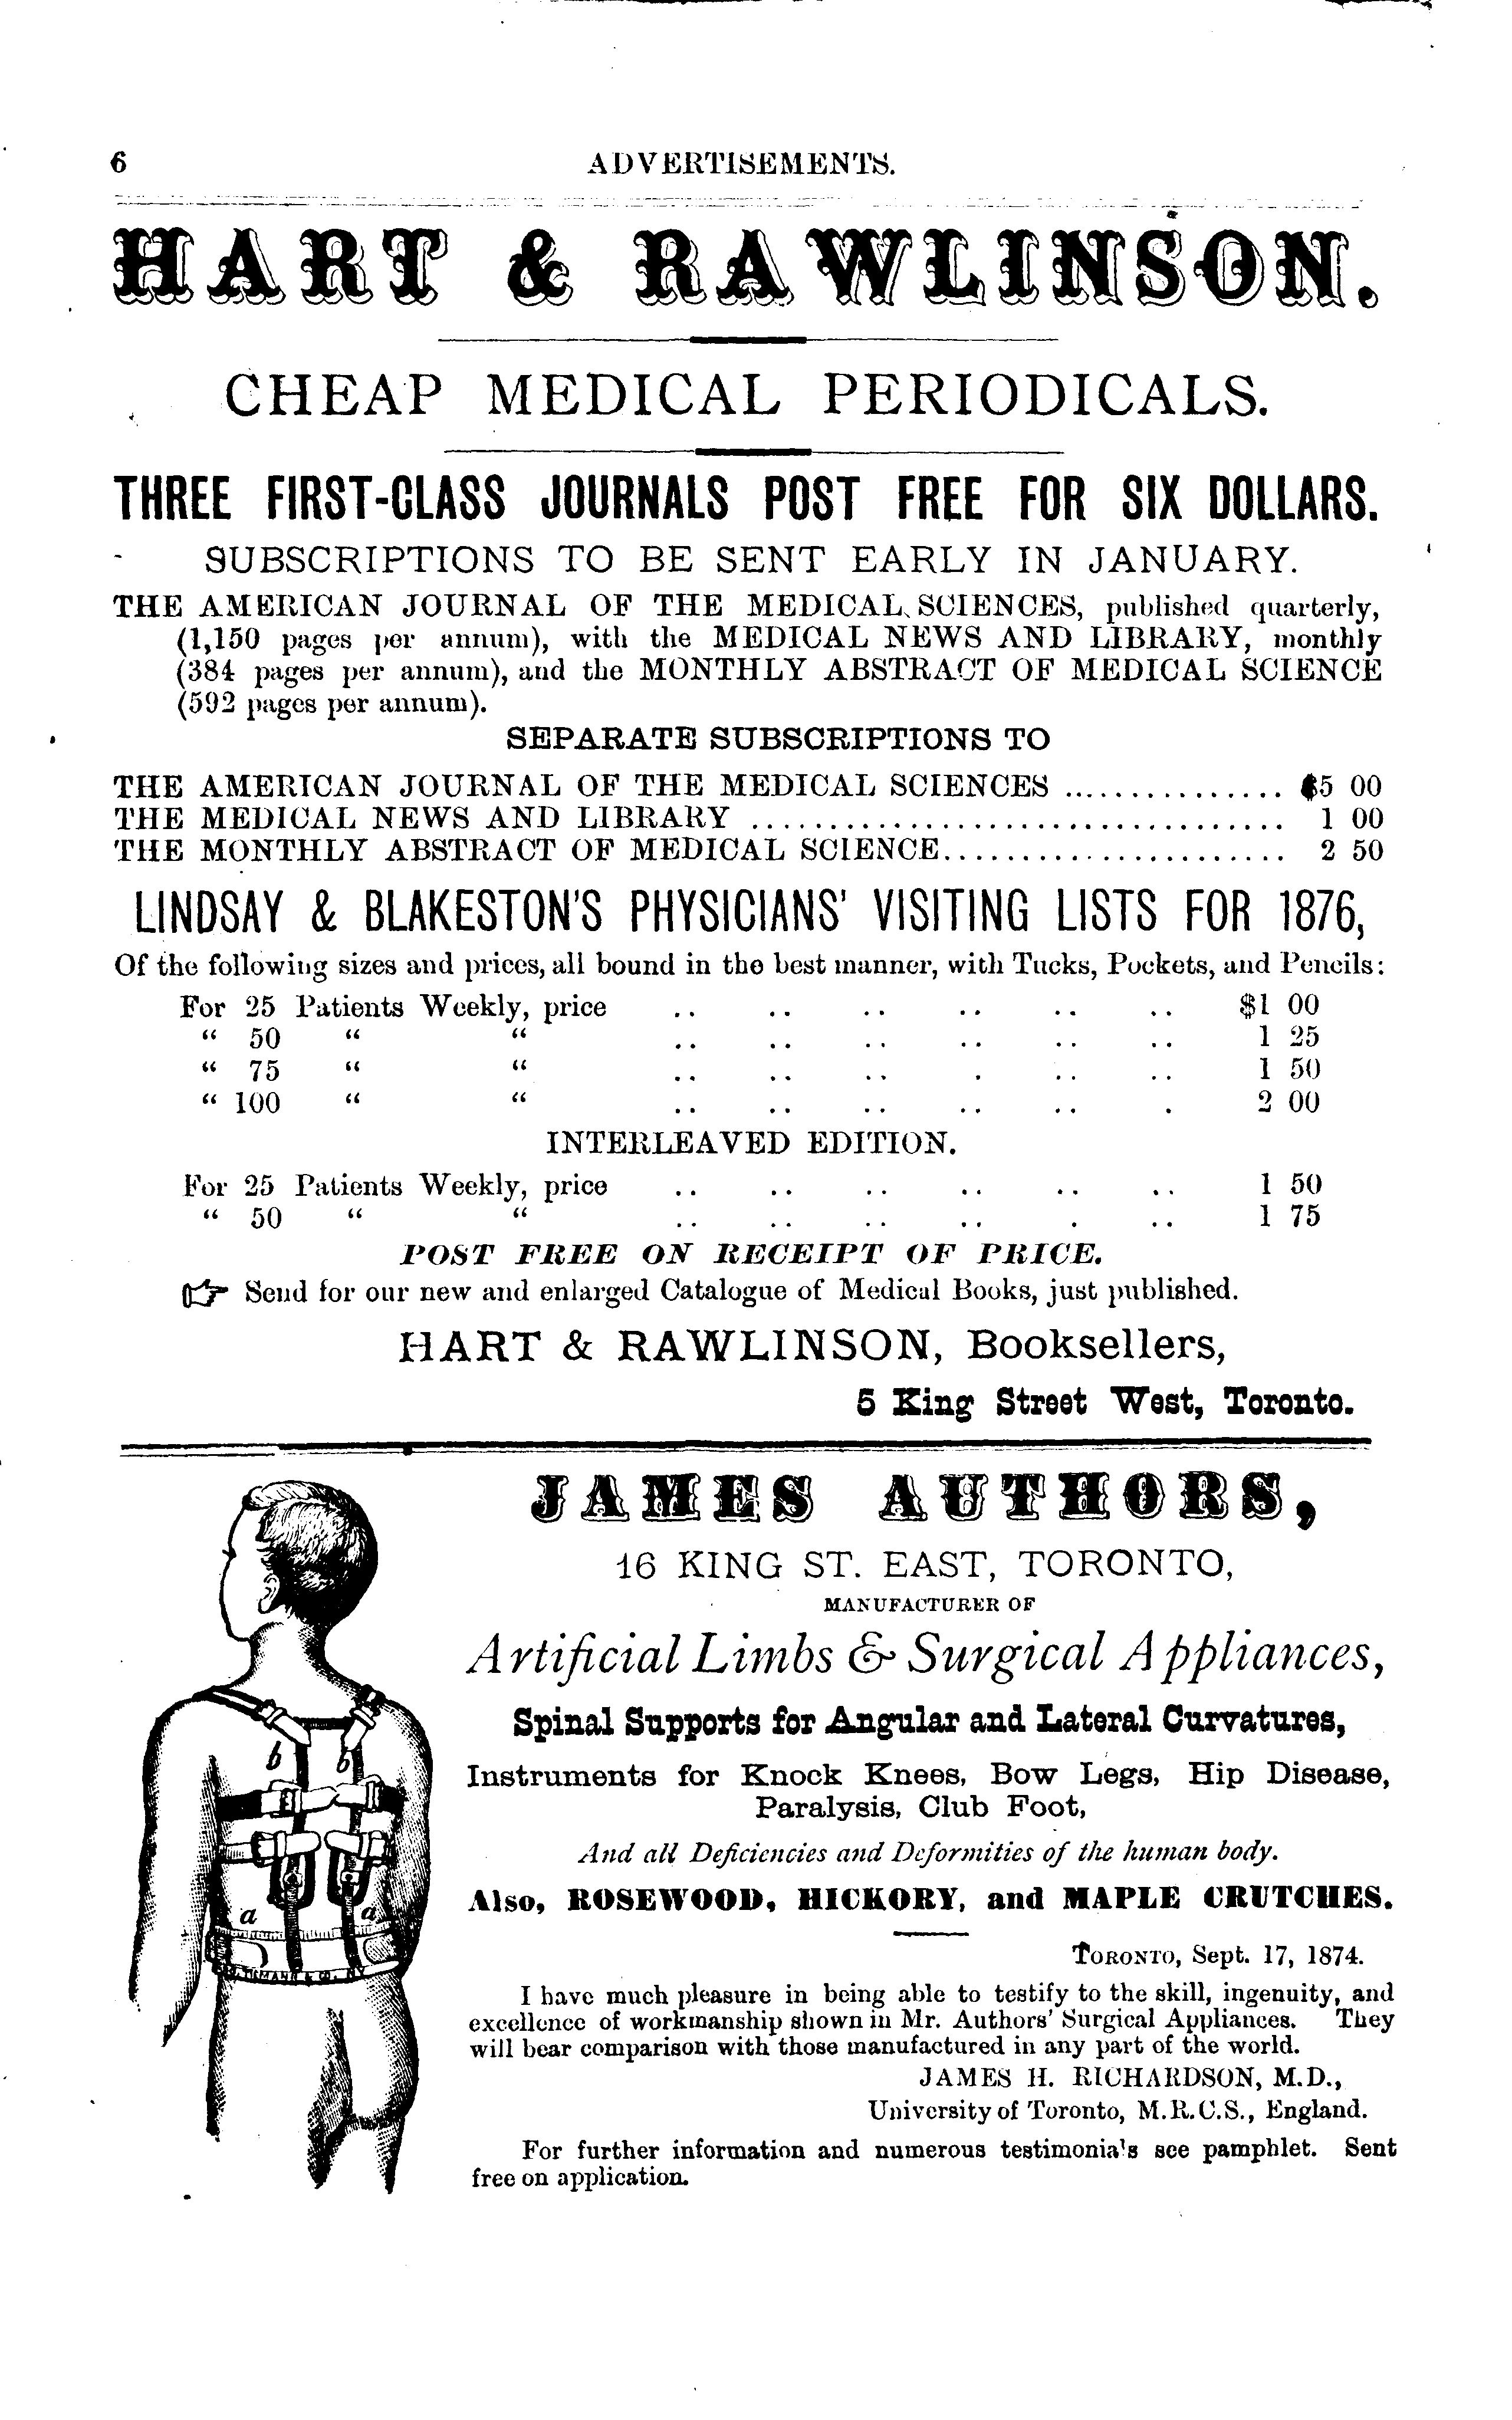 6
ADVERTISEMENTS.
HART & RAWLINSON.
CHEAP MEDICAL PERIODICALS.
THREE FIRST-CLASS JOURNALS POST FREE FOR SIX DOLLARS.
SUBSCRIPTIONS TO BE SENT EARLY IN JANUARY.
THE AMERICAN JOURNAL OF THE MEDICAL SCIENCES, published quarterly,
(1,150 pages per annum), with the MEDICAL NEWS AND LIBRARY, monthly
(384 pages per annum), and the MONTHLY ABSTRACT OF MEDICAL SCIENCE
(592 pages per annum).
SEPARATE SUBSCRIPTIONS TO
THE AMERICAN JOURNAL OF THE MEDICAL SCIENCES ............... $5 00
THE MEDICAL NEWS AND LIBRARY .................................. 1 00
THE MONTHLY ABSTRACT OF MEDICAL SCIENCE...................... 2 50
LINDSAY & BLAKESTON'S PHYSICIANS' VISITING LISTS FOR 1876,
Of the following sizes and prices, all bound in the best manner, with Tucks, Pockets, and Pencils:
For 25 Patients Weekly, price .. .. .. .. .. .. $1 00
“ 50 “ “ .. .. .. .. .. .. 1 25
“ 75 “ “ .. .. .. . .. .. 1 50
“ 100 “ “ .. .. .. .. .. . 2 00
INTERLEAVED EDITION.
For 25 Patients Weekly, price .. .. .. .. .. .. 1 50
“ 50 “ “ .. .. .. .. . .. 1 75
POST FREE ON RECEIPT OF PRICE.
☞ Send for our new and enlarged Catalogue of Medical Books, just published.
HART & RAWLINSON, Booksellers,
5 King Street West, Toronto.
JAMES AUTHORS,
16 KING ST. EAST, TORONTO,
MANUFACTURER OF
Artificial Limbs & Surgical Appliances,
Spinal Supports for Angular and Lateral Curvatures,
Instruments for Knock Knees, Bow Legs, Hip Disease,
Paralysis, Club Foot,
And all Deficiencies and Deformities of the human body.
Also, ROSEWOOD, HICKORY, and MAPLE CRUTCHES.
b b
a a
TORONTO, Sept. 17, 1874.
I have much pleasure in being able to testify to the skill, ingenuity, and
excellence of workmanship shown in Mr. Authors' Surgical Appliances. They
will bear comparison with those manufactured in any part of the world.
JAMES H. RICHARDSON, M.D.,
University of Toronto, M.R.C.S., England.
For further information and numerous testimonials see pamphlet. Sent
free on application.